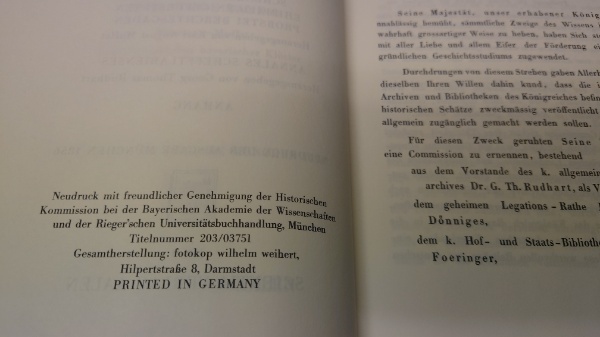 Neudruck mit freundlicher Genehmigung der Historischen
Kommission bei der Bayerischen Akademie der Wissenschaften
und der Rieger'schen Universitätsbuchhandlung, München
Titelnummer 203/03751
Gesamtherstellung: fotokop wilhelm weihert,
Hilpertstraße 8, Darmstadt
PRINTED IN GERMANY
Seine Majestät, unser erhabener König
unablässig bemüht, sämmtliche Zweige des Wissens
wahrhaft grossartiger Weise zu heben, haben Sich
mit aller Liebe und allem Eifer der Förderung
gründlichen Geschichtsstudiums zugewendet.
Durchdrungen von diesem Streben gaben Allerh
dieselben Ihren Willen dahin kund, dass die i
Archiven und Bibliotheken des Königreiches befin
historischen Schätze zweckmässig veröffentlicht
allgemein zugänglich gemacht werden sollen.
Für diesen Zweck geruhten Seine
eine Commission zu ernennen, bestehend
aus dem Vorstande des k. allgemein
archives Dr. G. Th. Rudhart, als V
dem geheimen Legations-Rathe
Dönniges,
dem k. Hof- und Staats-Bibliothe
Foeringer,